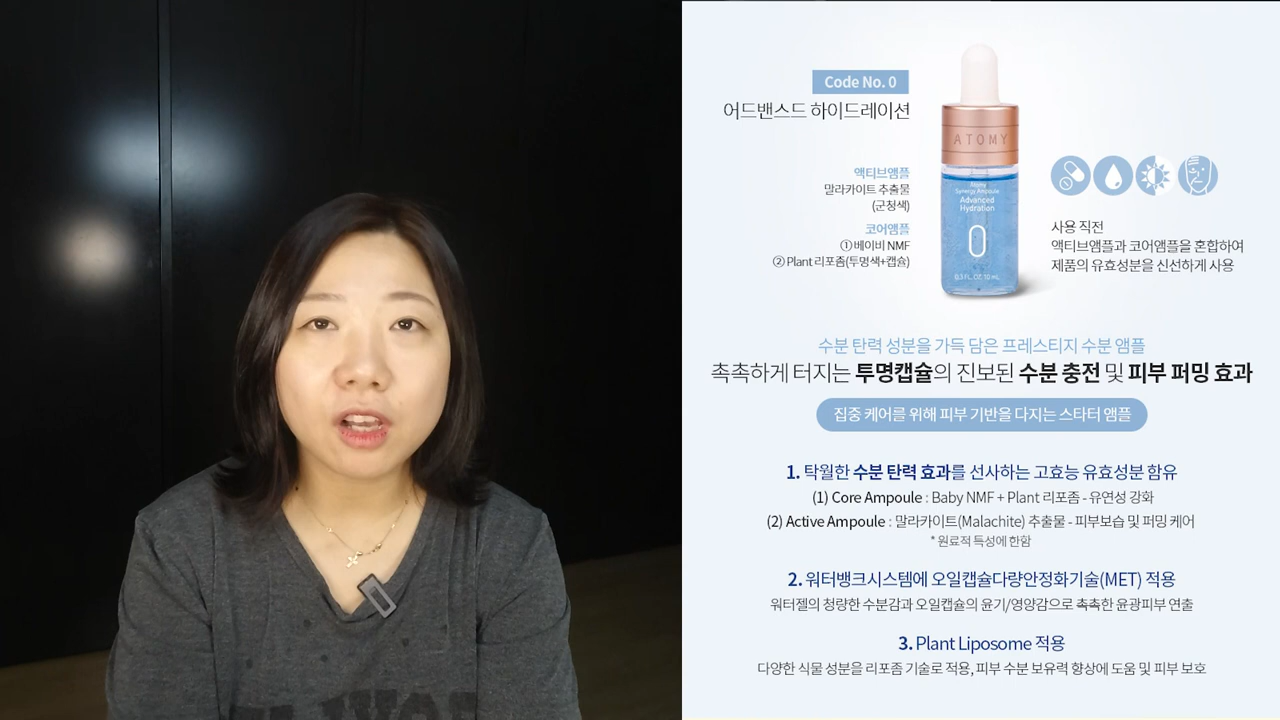 Code No. 0
어드밴스드 하이드레이션
액티브앰플
말라카이트 추출물
(군청색)
코어앰플
① 베이비 NMF
② Plant 리포좀(투명색+캡슐)
ATOMY
Atomy
Synergy Ampoule
Advanced
Hydration
0
0.3 FL. OZ. 10 mL
사용 직전
액티브앰플과 코어앰플을 혼합하여
제품의 유효성분을 신선하게 사용
수분 탄력 성분을 가득 담은 프레스티지 수분 앰플
촉촉하게 터지는 투명캡슐의 진보된 수분 충전 및 피부 퍼밍 효과
집중 케어를 위해 피부 기반을 다지는 스타터 앰플
1. 탁월한 수분 탄력 효과를 선사하는 고효능 유효성분 함유
(1) Core Ampoule : Baby NMF + Plant 리포좀 - 유연성 강화
(2) Active Ampoule : 말라카이트(Malachite) 추출물 - 피부보습 및 퍼밍 케어
* 원료적 특성에 한함
2. 워터뱅크시스템에 오일캡슐다량안정화기술(MET) 적용
워터젤의 청량한 수분감과 오일캡슐의 윤기/영양감으로 촉촉한 윤광피부 연출
3. Plant Liposome 적용
다양한 식물 성분을 리포좀 기술로 적용, 피부 수분 보유력 향상에 도움 및 피부 보호